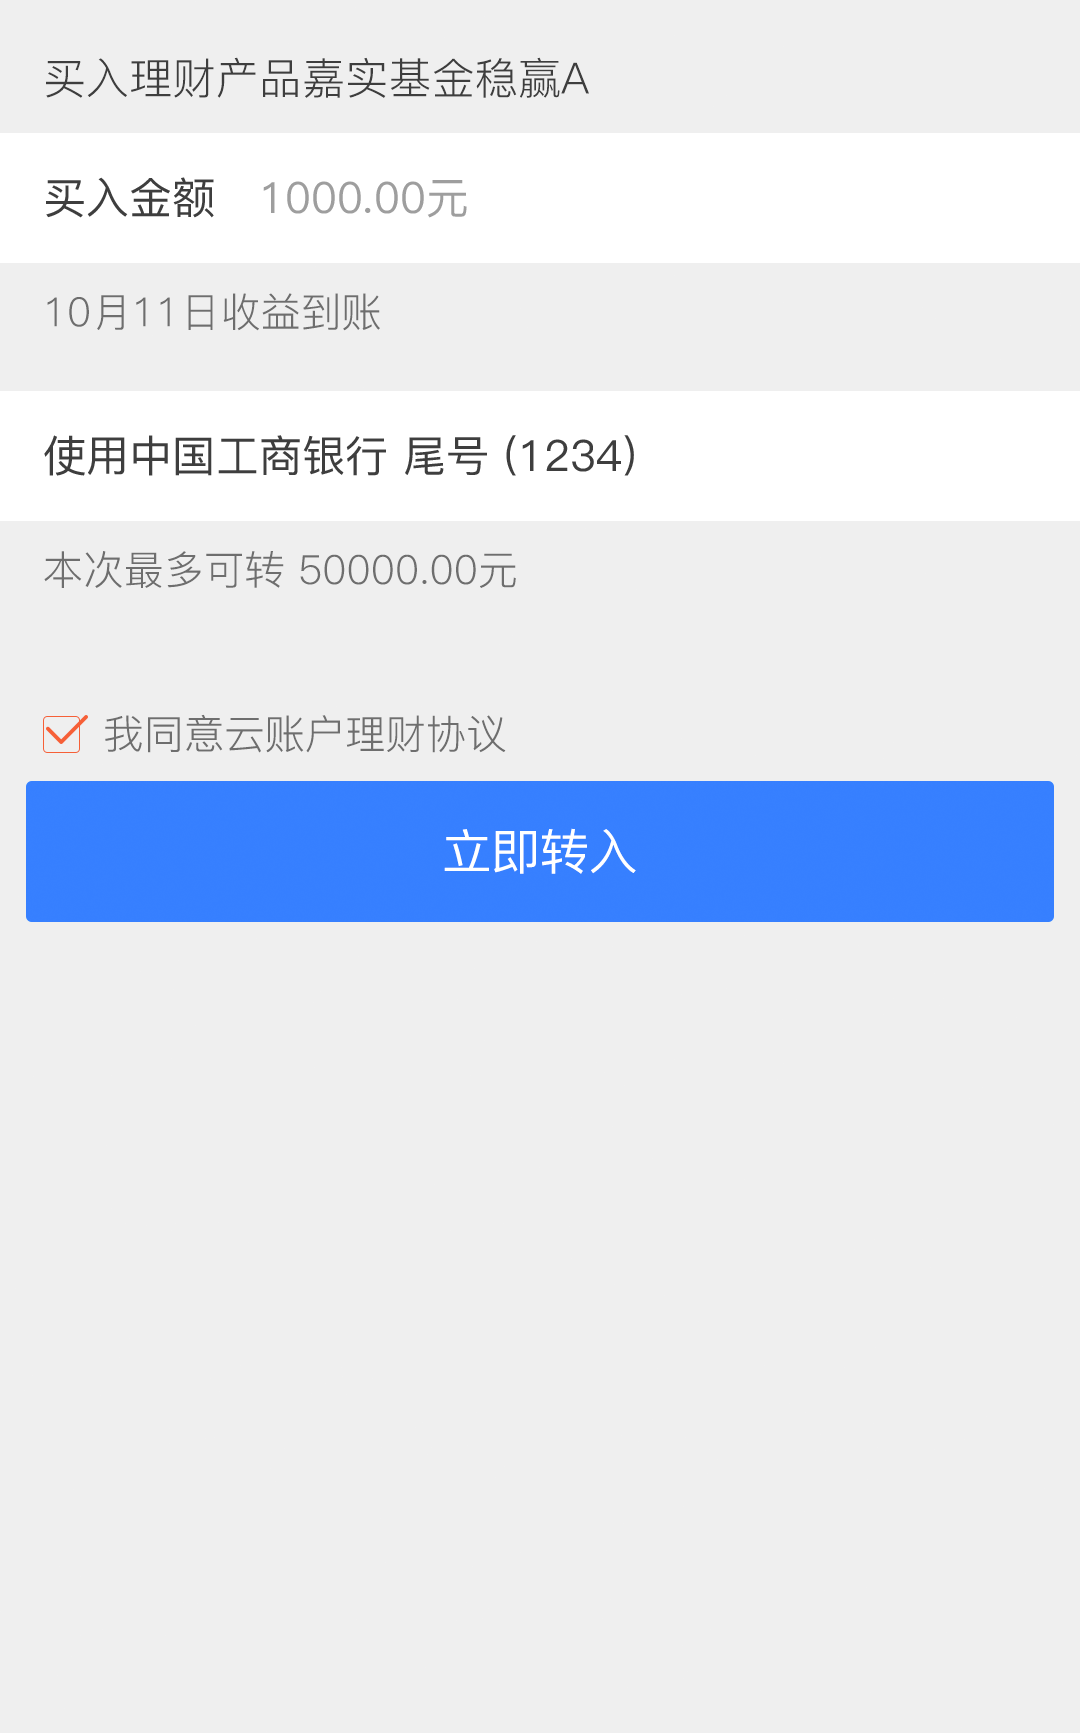 买入理财产品嘉实基金稳赢A
买入金额 1000.00元
10月11日收益到账
使用中国工商银行 尾号 (1234)
本次最多可转 50000.00元
我同意云账户理财协议
立即转入